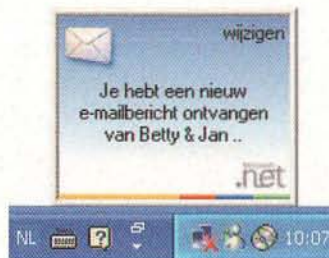 wijzigen
Je hebt een nieuw
e-mailbericht ontvangen
van Betty & Jan ..
.net
NL
10:07